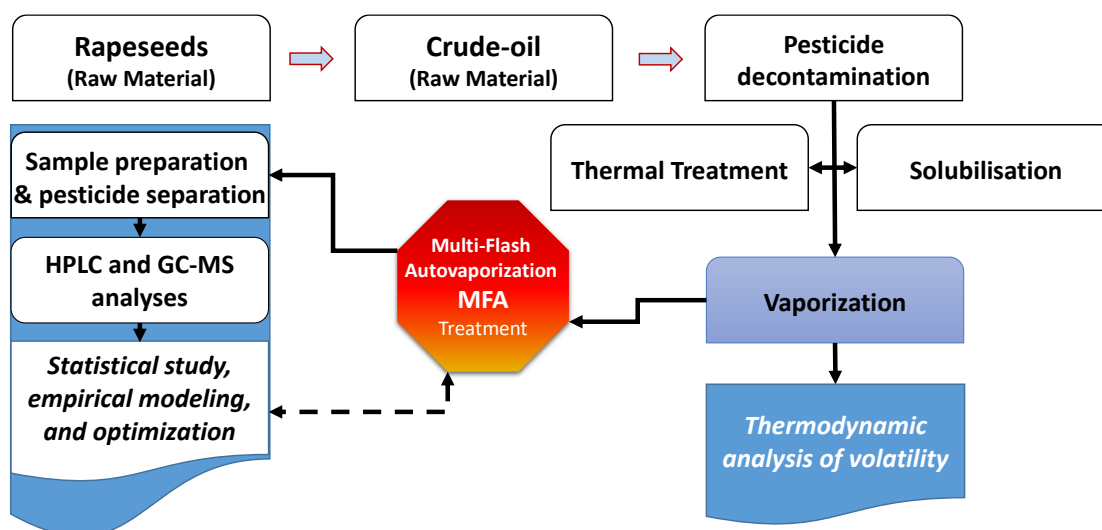 Rapeseeds
(Raw Material)
Crude-oil
(Raw Material)
Pesticide
decontamination
Thermal Treatment
Solubilisation
Sample preparation
& pesticide separation
HPLC and GC-MS
analyses
Statistical study,
empirical modeling,
and optimization
Multi-Flash
Autovaporization
MFA
Treatment
Vaporization
Thermodynamic
analysis of volatility